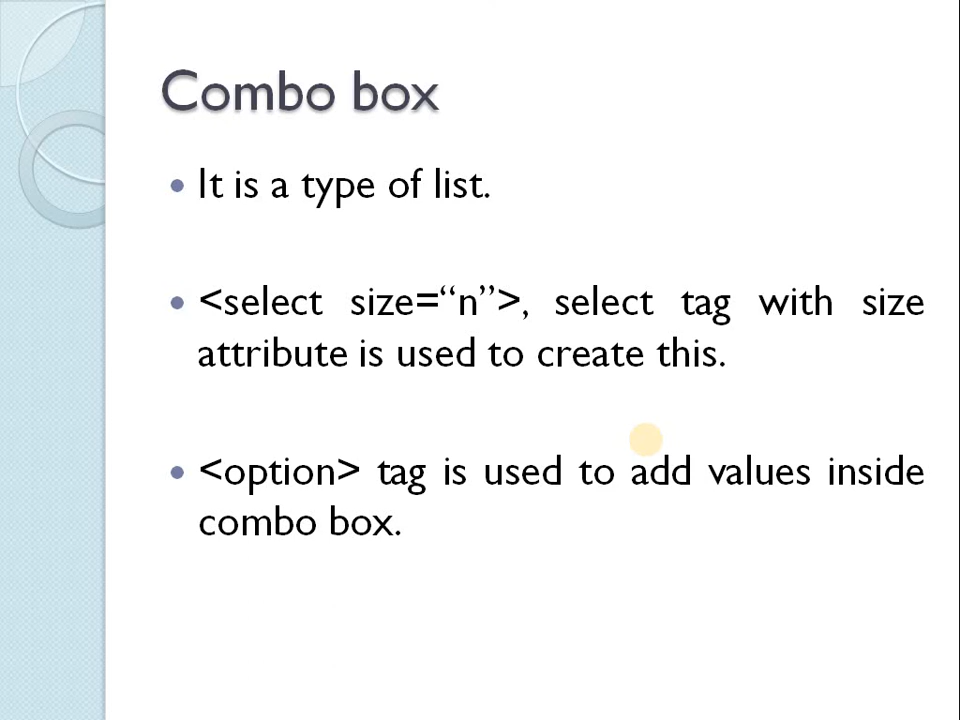 Combo box
• It is a type of list.
• <select size=“n”>, select tag with size
attribute is used to create this.
• <option> tag is used to add values inside
combo box.